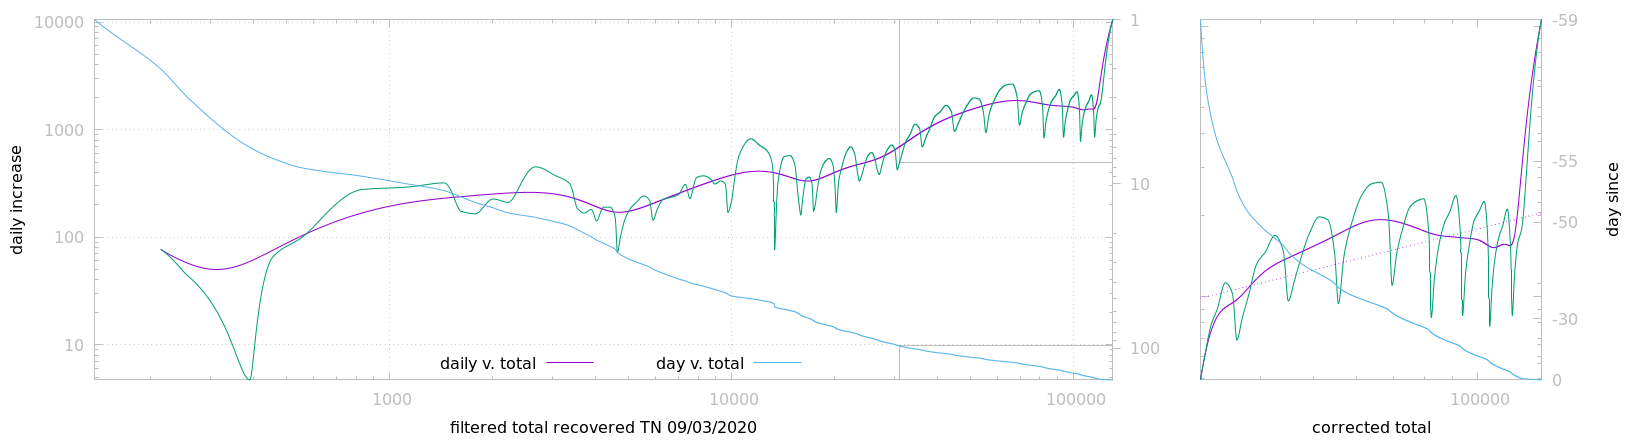 10000
1000
100
10
daily increase
1
10
100
daily v. total
day v. total
1000
10000
100000
filtered total recovered TN 09/03/2020
-59
-55
-50
-30
0
day since
100000
corrected total